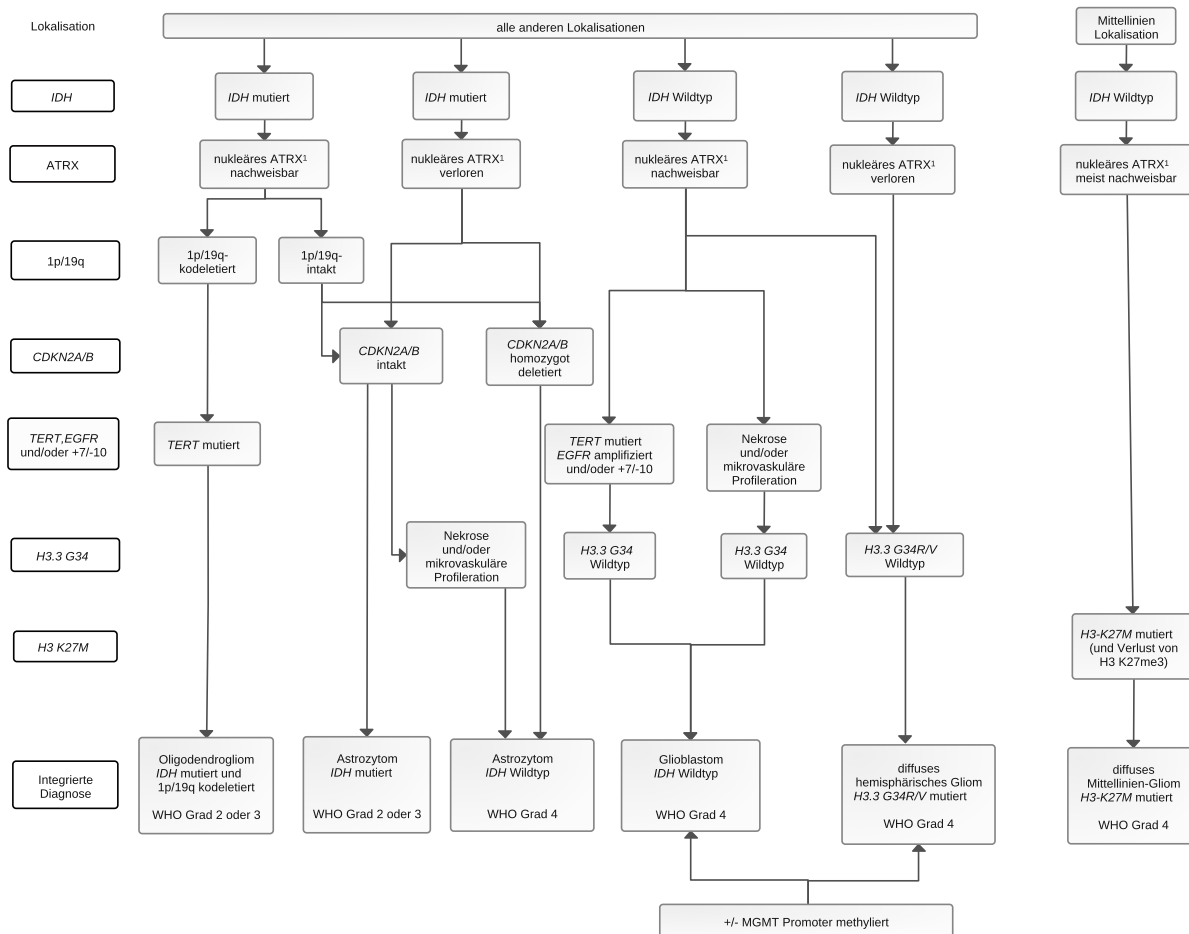 Lokalisation
alle anderen Lokalisationen
Mittellinien
Lokalisation
IDH
IDH mutiert
IDH mutiert
IDH Wildtyp
IDH Wildtyp
IDH Wildtyp
ATRX
nukleäres ATRX¹
nachweisbar
nukleäres ATRX¹
verloren
nukleäres ATRX¹
nachweisbar
nukleäres ATRX¹
verloren
nukleäres ATRX¹
meist nachweisbar
1p/19q
1p/19q-
kodeletiert
1p/19q-
intakt
CDKN2A/B
CDKN2A/B
intakt
CDKN2A/B
homozygot
deletiert
TERT,EGFR
und/oder +7/-10
TERT mutiert
TERT mutiert
EGFR amplifiziert
und/oder +7/-10
Nekrose
und/oder
mikrovaskuläre
Profileration
H3.3 G34
Nekrose
und/oder
mikrovaskuläre
Profileration
H3.3 G34
Wildtyp
H3.3 G34
Wildtyp
H3.3 G34R/V
Wildtyp
H3 K27M
H3-K27M mutiert
(und Verlust von
H3 K27me3)
Integrierte
Diagnose
Oligodendrogliom
IDH mutiert und
1p/19q kodeletiert
WHO Grad 2 oder 3
Astrozytom
IDH mutiert
WHO Grad 2 oder 3
Astrozytom
IDH Wildtyp
WHO Grad 4
Glioblastom
IDH Wildtyp
WHO Grad 4
diffuses
hemisphärisches Gliom
H3.3 G34R/V mutiert
WHO Grad 4
diffuses
Mittellinien-Gliom
H3-K27M mutiert
WHO Grad 4
+/- MGMT Promoter methyliert